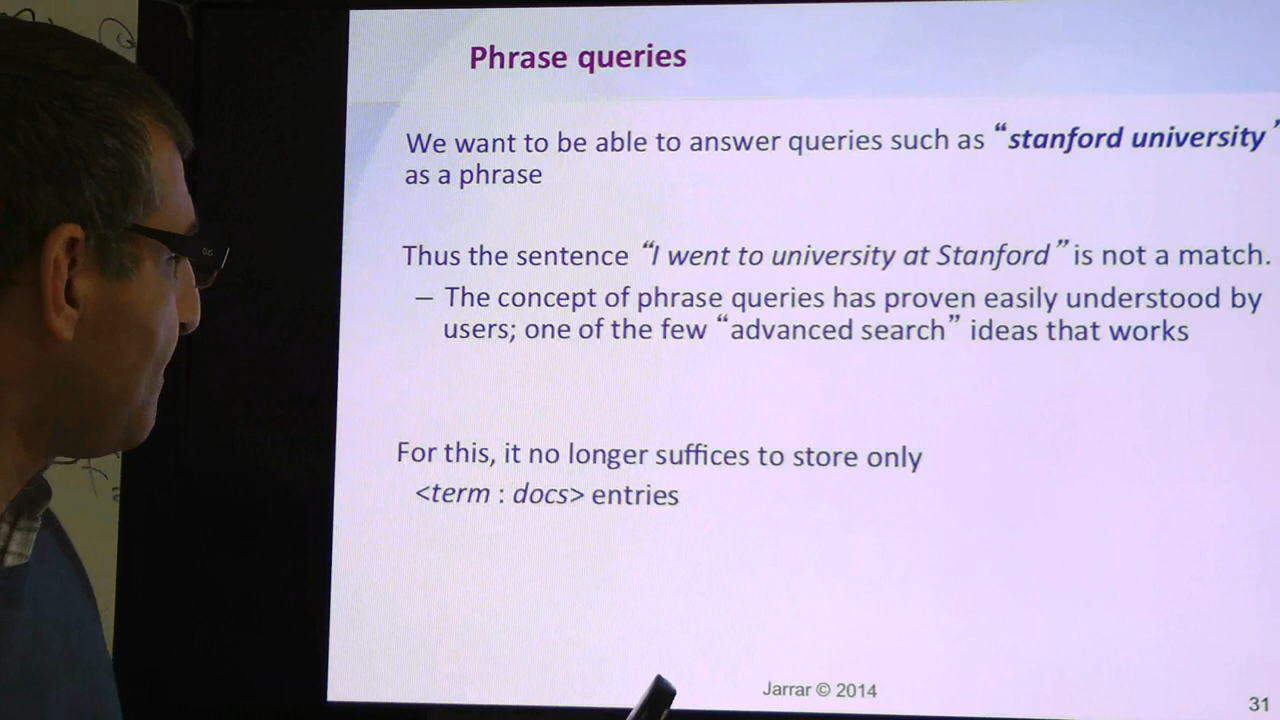 Phrase queries
We want to be able to answer queries such as “stanford university’
as a phrase
Thus the sentence “I went to university at Stanford” is not a match.
– The concept of phrase queries has proven easily understood by
users; one of the few “advanced search” ideas that works
For this, it no longer suffices to store only
<term : docs> entries
Jarrar © 2014
31